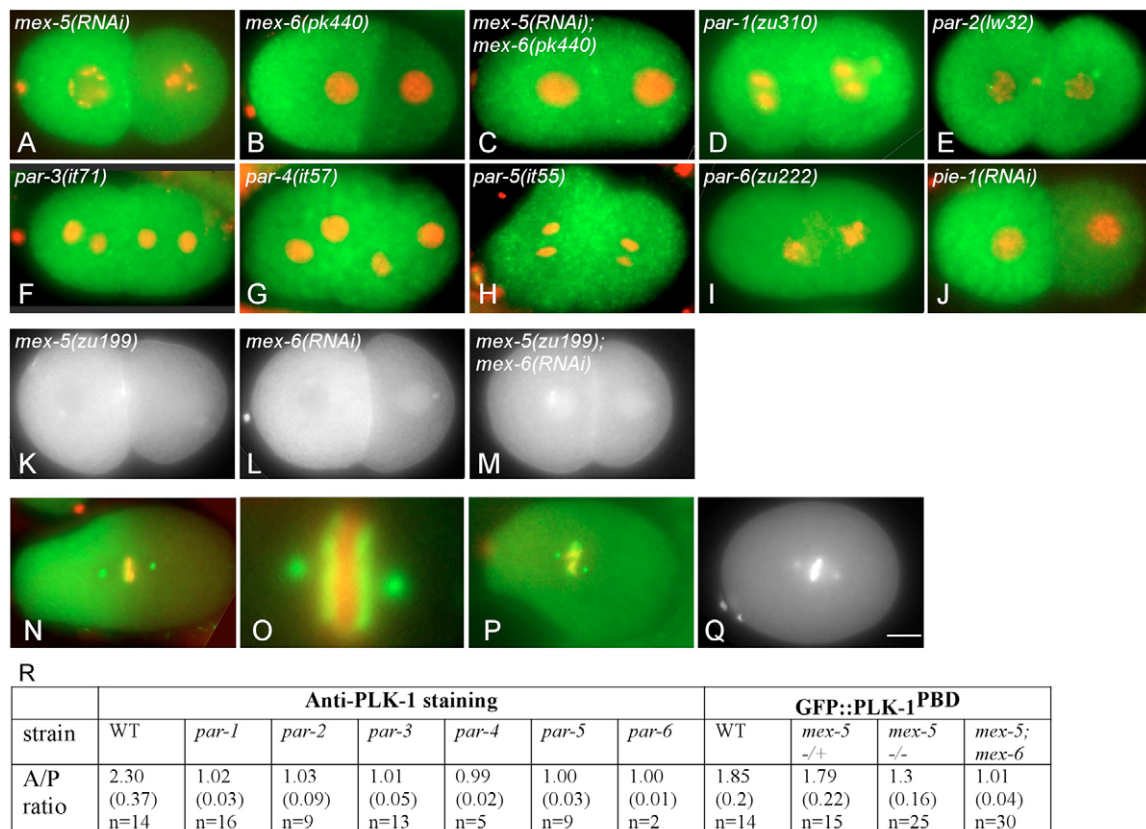 mex-5(RNAi)
A
mex-6(pk440)
B
mex-5(RNAi);
mex-6(pk440)
C
par-1(zu310)
D
par-2(lw32)
E
par-3(it71)
F
par-4(it57)
G
par-5(it55)
H
par-6(zu222)
I
pie-1(RNAi)
J
mex-5(zu199)
K
mex-6(RNAi)
L
mex-5(zu199);
mex-6(RNAi)
M
N
O
P
Q
R
Anti-PLK-1 staining GFP::PLK-1PBD
strain WT par-1 par-2 par-3 par-4 par-5 par-6 WT mex-5 -/+ mex-5 -/- mex-5; mex-6
A/P ratio 2.30 (0.37) n=14 1.02 (0.03) n=16 1.03 (0.09) n=9 1.01 (0.05) n=13 0.99 (0.02) n=5 1.00 (0.03) n=9 1.00 (0.01) n=2 1.85 (0.2) n=14 1.79 (0.22) n=15 1.3 (0.16) n=25 1.01 (0.04) n=30